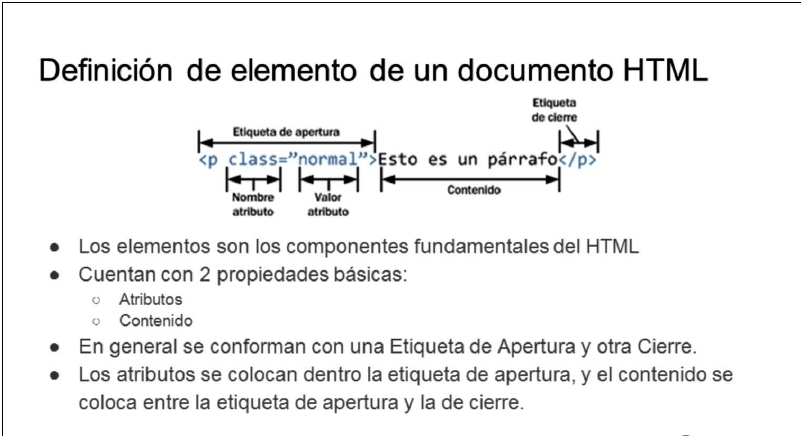 Definición de elemento de un documento HTML
Etiqueta
de cierre
Etiqueta de apertura
<p class=”normal”>Esto es un párrafo</p>
Nombre
atributo
Valor
atributo
Contenido
● Los elementos son los componentes fundamentales del HTML
● Cuentan con 2 propiedades básicas:
○ Atributos
○ Contenido
● En general se conforman con una Etiqueta de Apertura y otra Cierre.
● Los atributos se colocan dentro la etiqueta de apertura, y el contenido se
coloca entre la etiqueta de apertura y la de cierre.